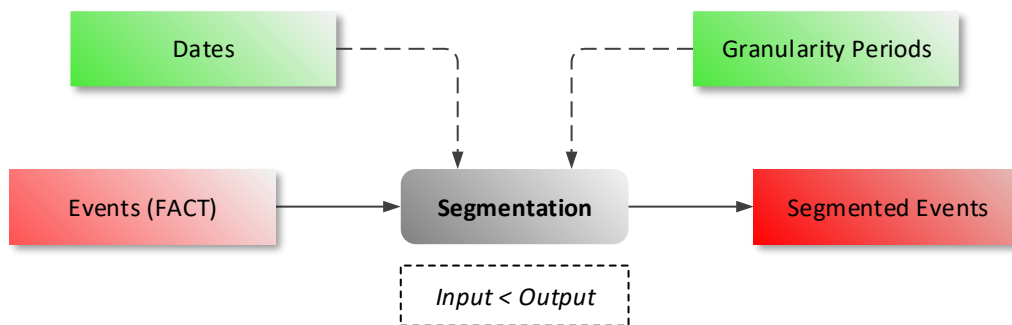 Dates
Granularity Periods
Events (FACT)
Segmentation
Segmented Events
Input < Output